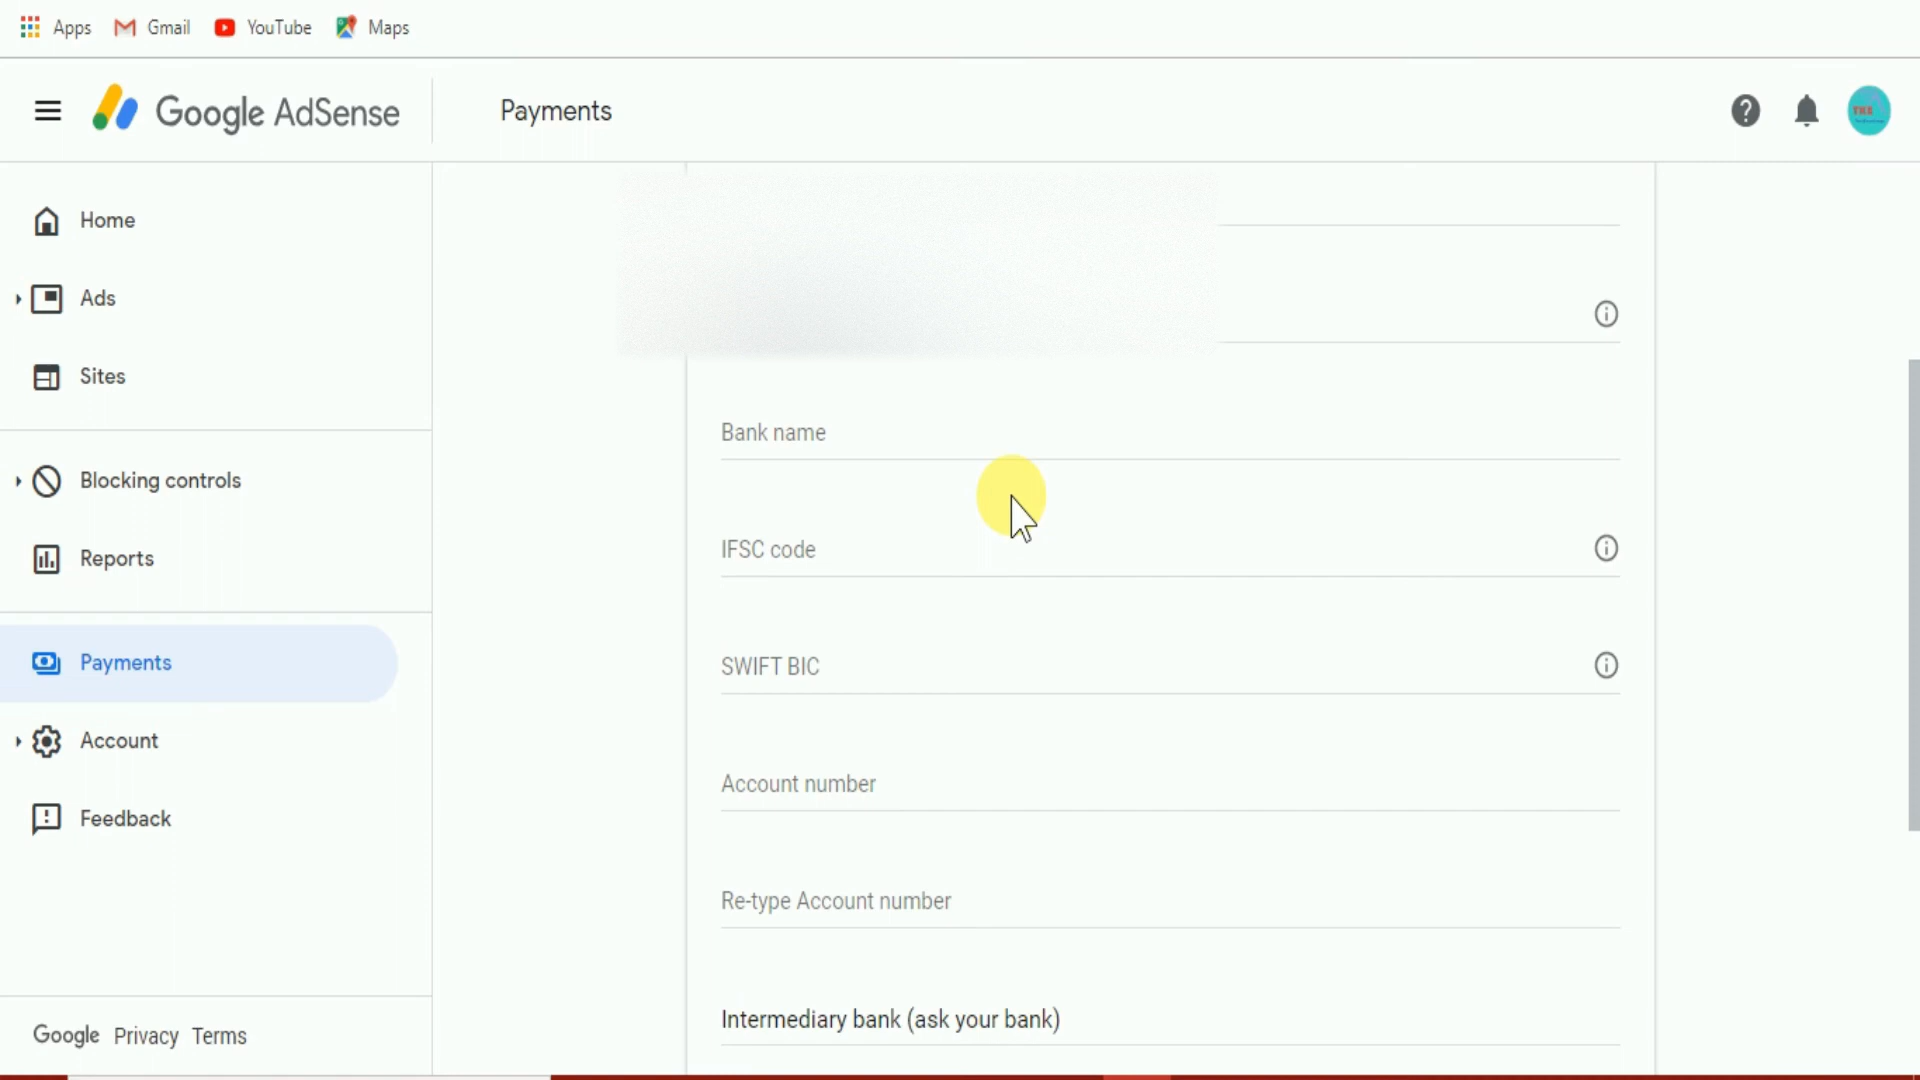 Apps Gmail YouTube Maps
Google AdSense
Payments
Home
Ads
Sites
Blocking controls
Reports
Payments
Account
Feedback
Google Privacy Terms
Bank name
IFSC code
SWIFT BIC
Account number
Re-type Account number
Intermediary bank (ask your bank)